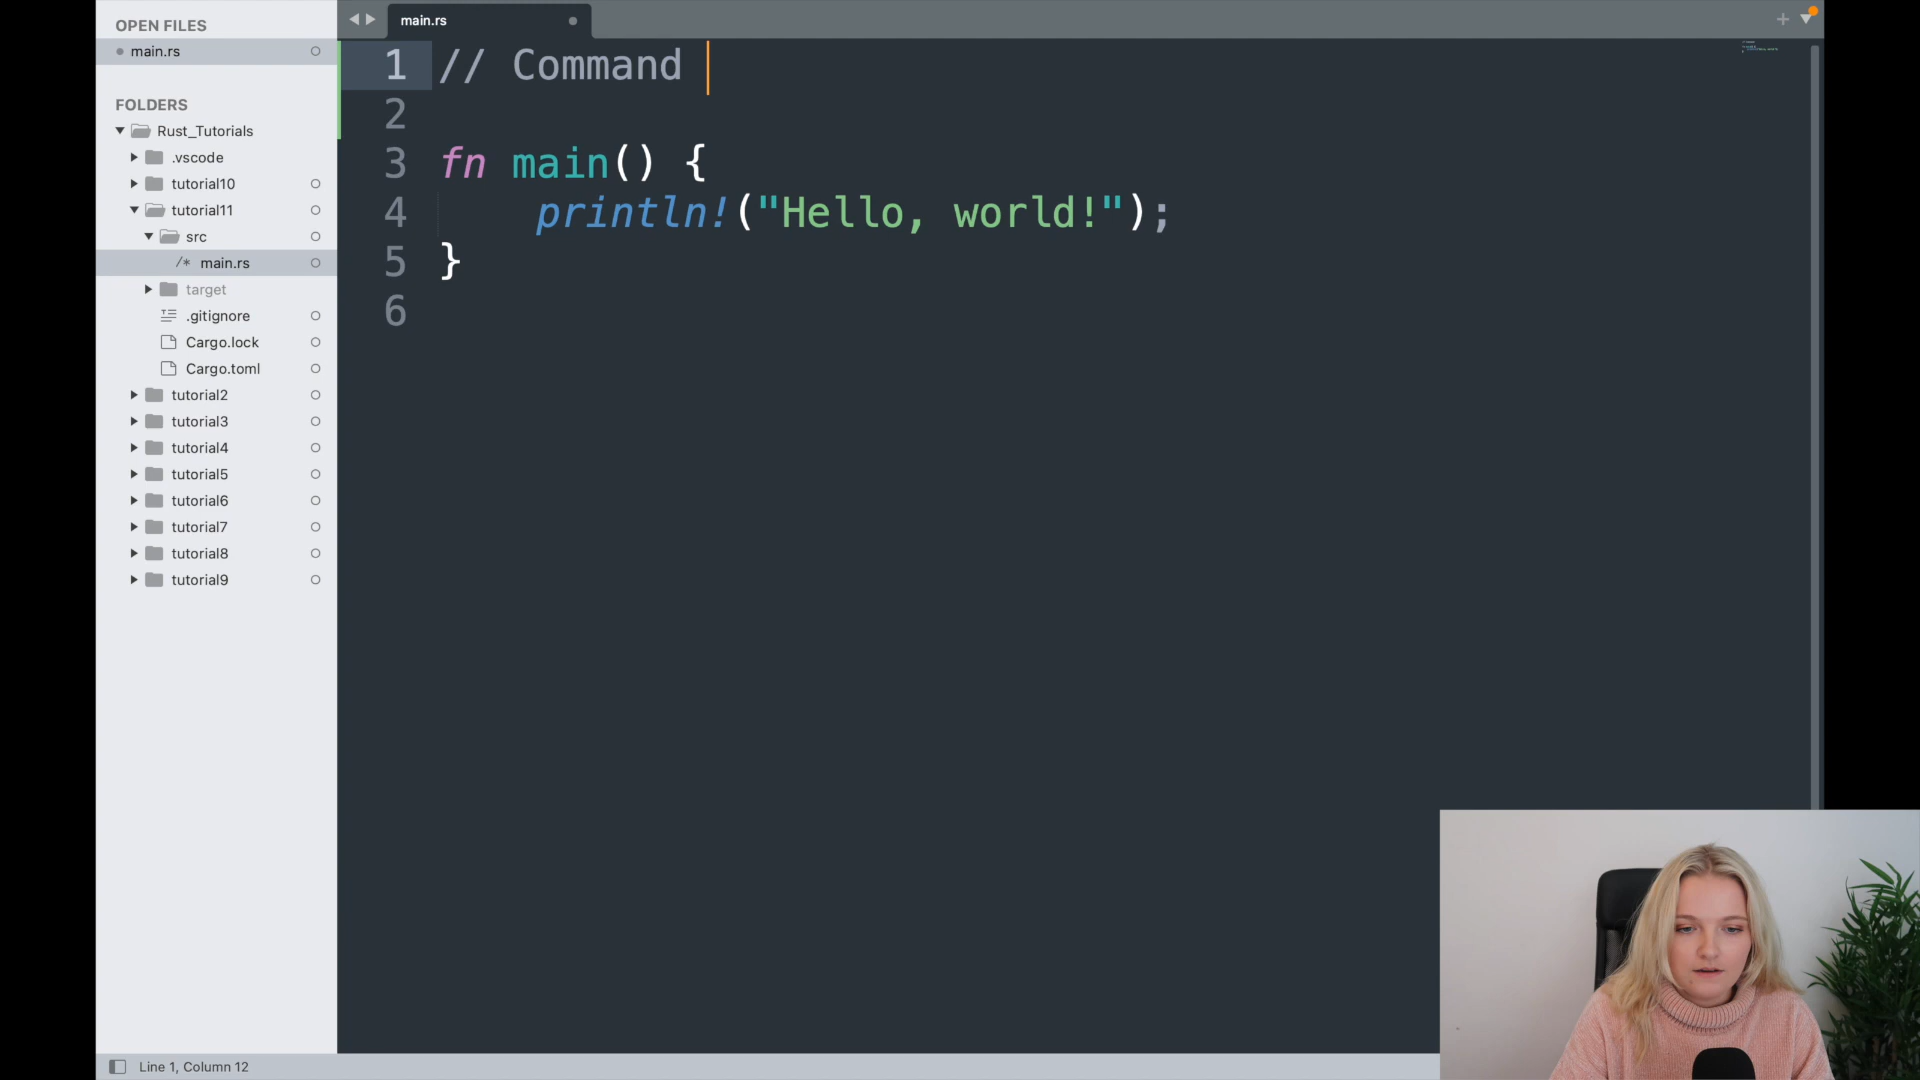 OPEN FILES
main.rs
FOLDERS
Rust_Tutorials
.vscode
tutorial10
tutorial11
src
/* main.rs
target
.gitignore
Cargo.lock
Cargo.toml
tutorial2
tutorial3
tutorial4
tutorial5
tutorial6
tutorial7
tutorial8
tutorial9
main.rs
1 // Command
2
3 fn main() {
4 println!("Hello, world!");
5 }
6
Line 1, Column 12